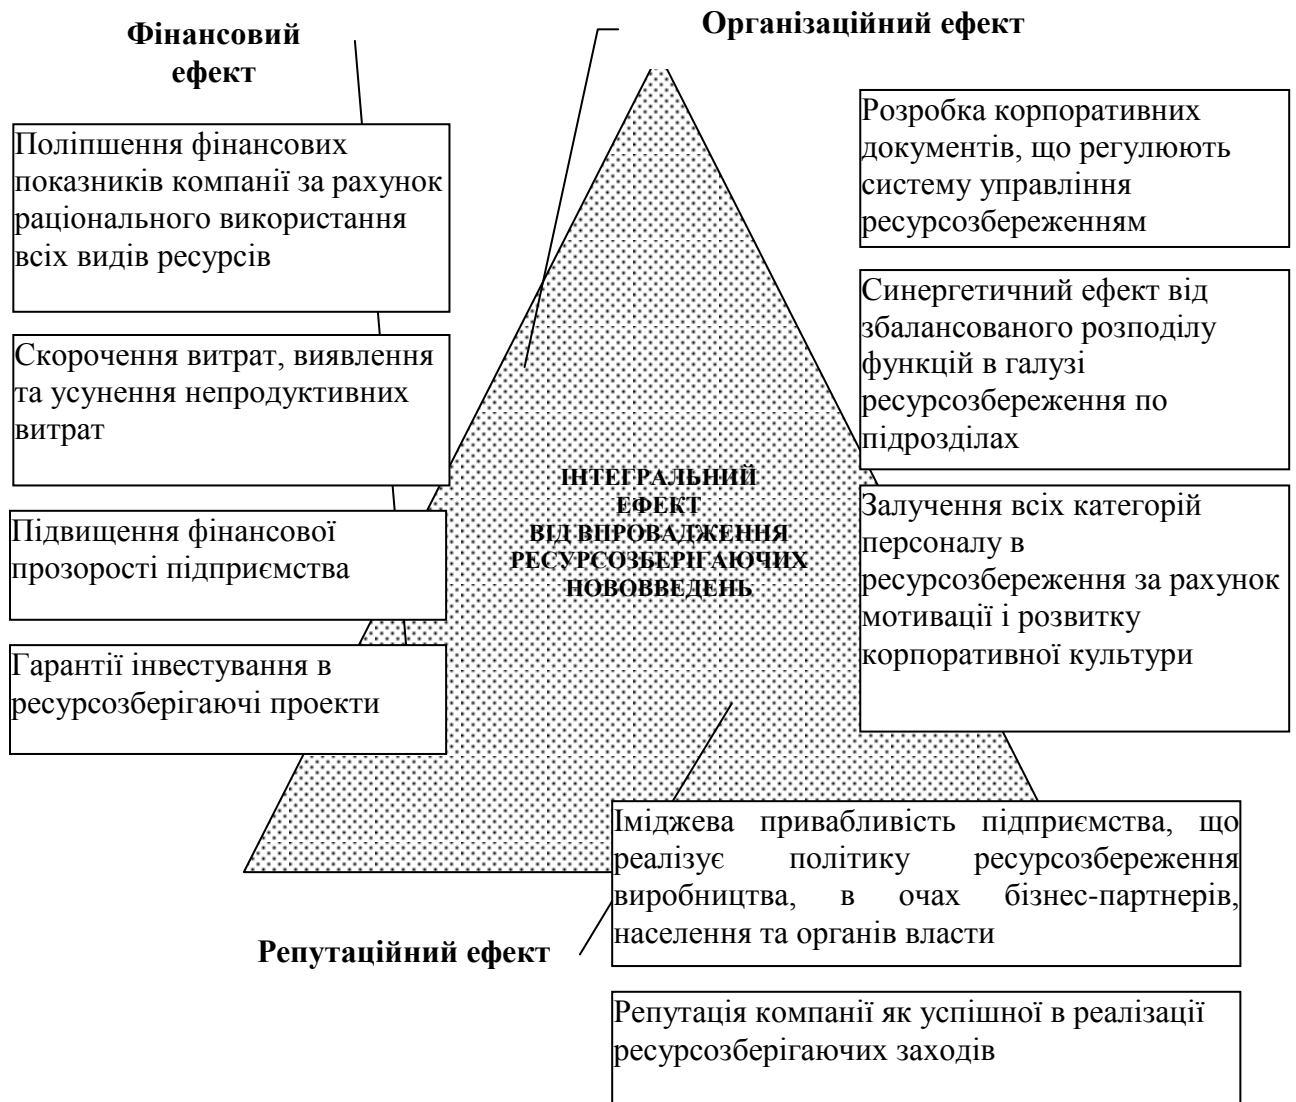 Фінансовий
ефект
Поліпшення фінансових
показників компанії за рахунок
раціонального використання
всіх видів ресурсів
Скорочення витрат, виявлення
та усунення непродуктивних
витрат
Підвищення фінансової
прозорості підприємства
Гарантії інвестування в
ресурсозберігаючі проекти
Організаційний ефект
Розробка корпоративних
документів, що регулюють
систему управління
ресурсозбереженням
Синергетичний ефект від
збалансованого розподілу
функцій в галузі
ресурсозбереження по
підрозділах
Залучення всіх категорій
персоналу в
ресурсозбереження за рахунок
мотивації і розвитку
корпоративної культури
ІНТЕГРАЛЬНИЙ
ЕФЕКТ
ВІД ВПРОВАДЖЕННЯ
РЕСУРСОЗБЕРІГАЮЧИХ
НОВОВВЕДЕНЬ
Репутаційний ефект
Іміджева привабливість підприємства, що
реалізує політику ресурсозбереження
виробництва, в очах бізнес-партнерів,
населення та органів власти
Репутація компанії як успішної в реалізації
ресурсозберігаючих заходів